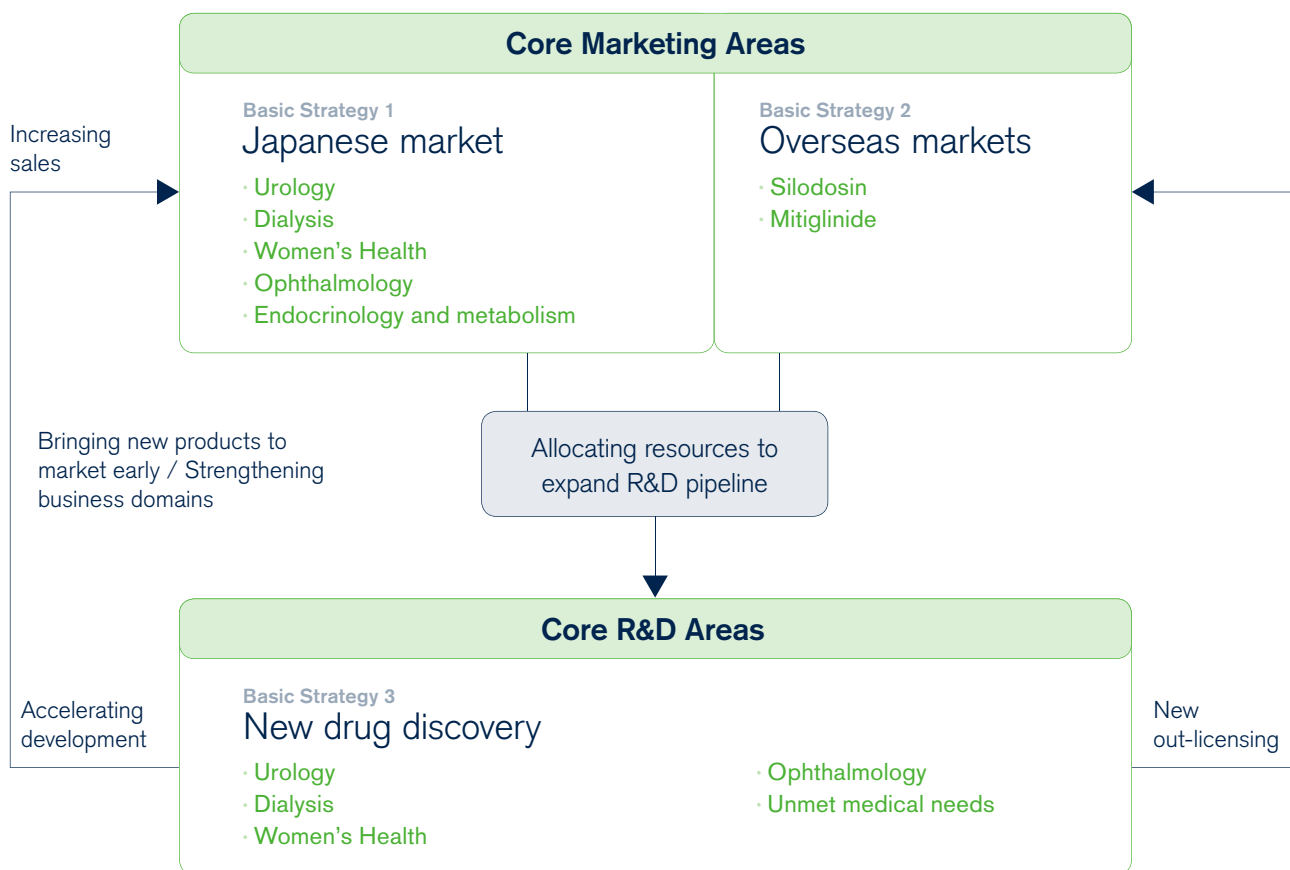 Core Marketing Areas
Increasing
sales
Basic Strategy 1
Japanese market
· Urology
· Dialysis
· Women's Health
· Ophthalmology
· Endocrinology and metabolism
Basic Strategy 2
Overseas markets
· Silodosin
· Mitiglinide
Bringing new products to
market early / Strengthening
business domains
Allocating resources to
expand R&D pipeline
Core R&D Areas
Accelerating
development
Basic Strategy 3
New drug discovery
· Urology
· Dialysis
· Women's Health
· Ophthalmology
· Unmet medical needs
New
out-licensing